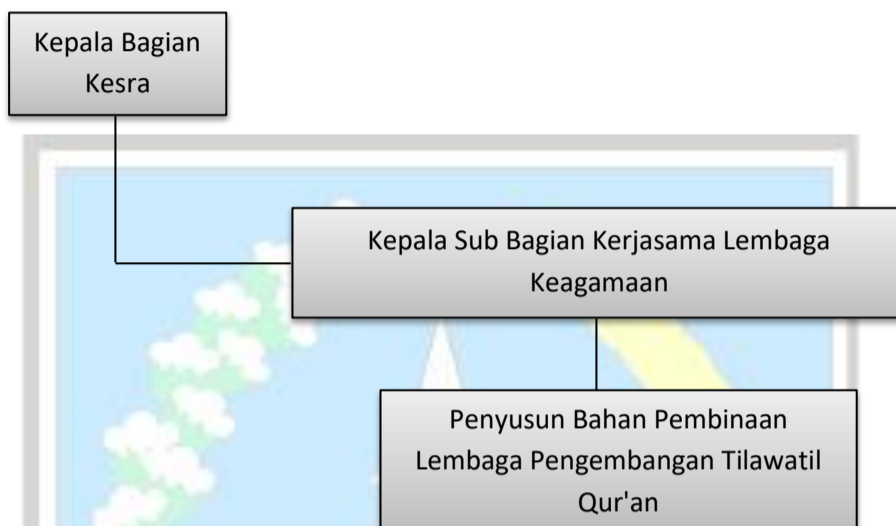 Kepala Bagian
Kesra
Kepala Sub Bagian Kerjasama Lembaga
Keagamaan
Penyusun Bahan Pembinaan
Lembaga Pengembangan Tilawatil
Qur'an